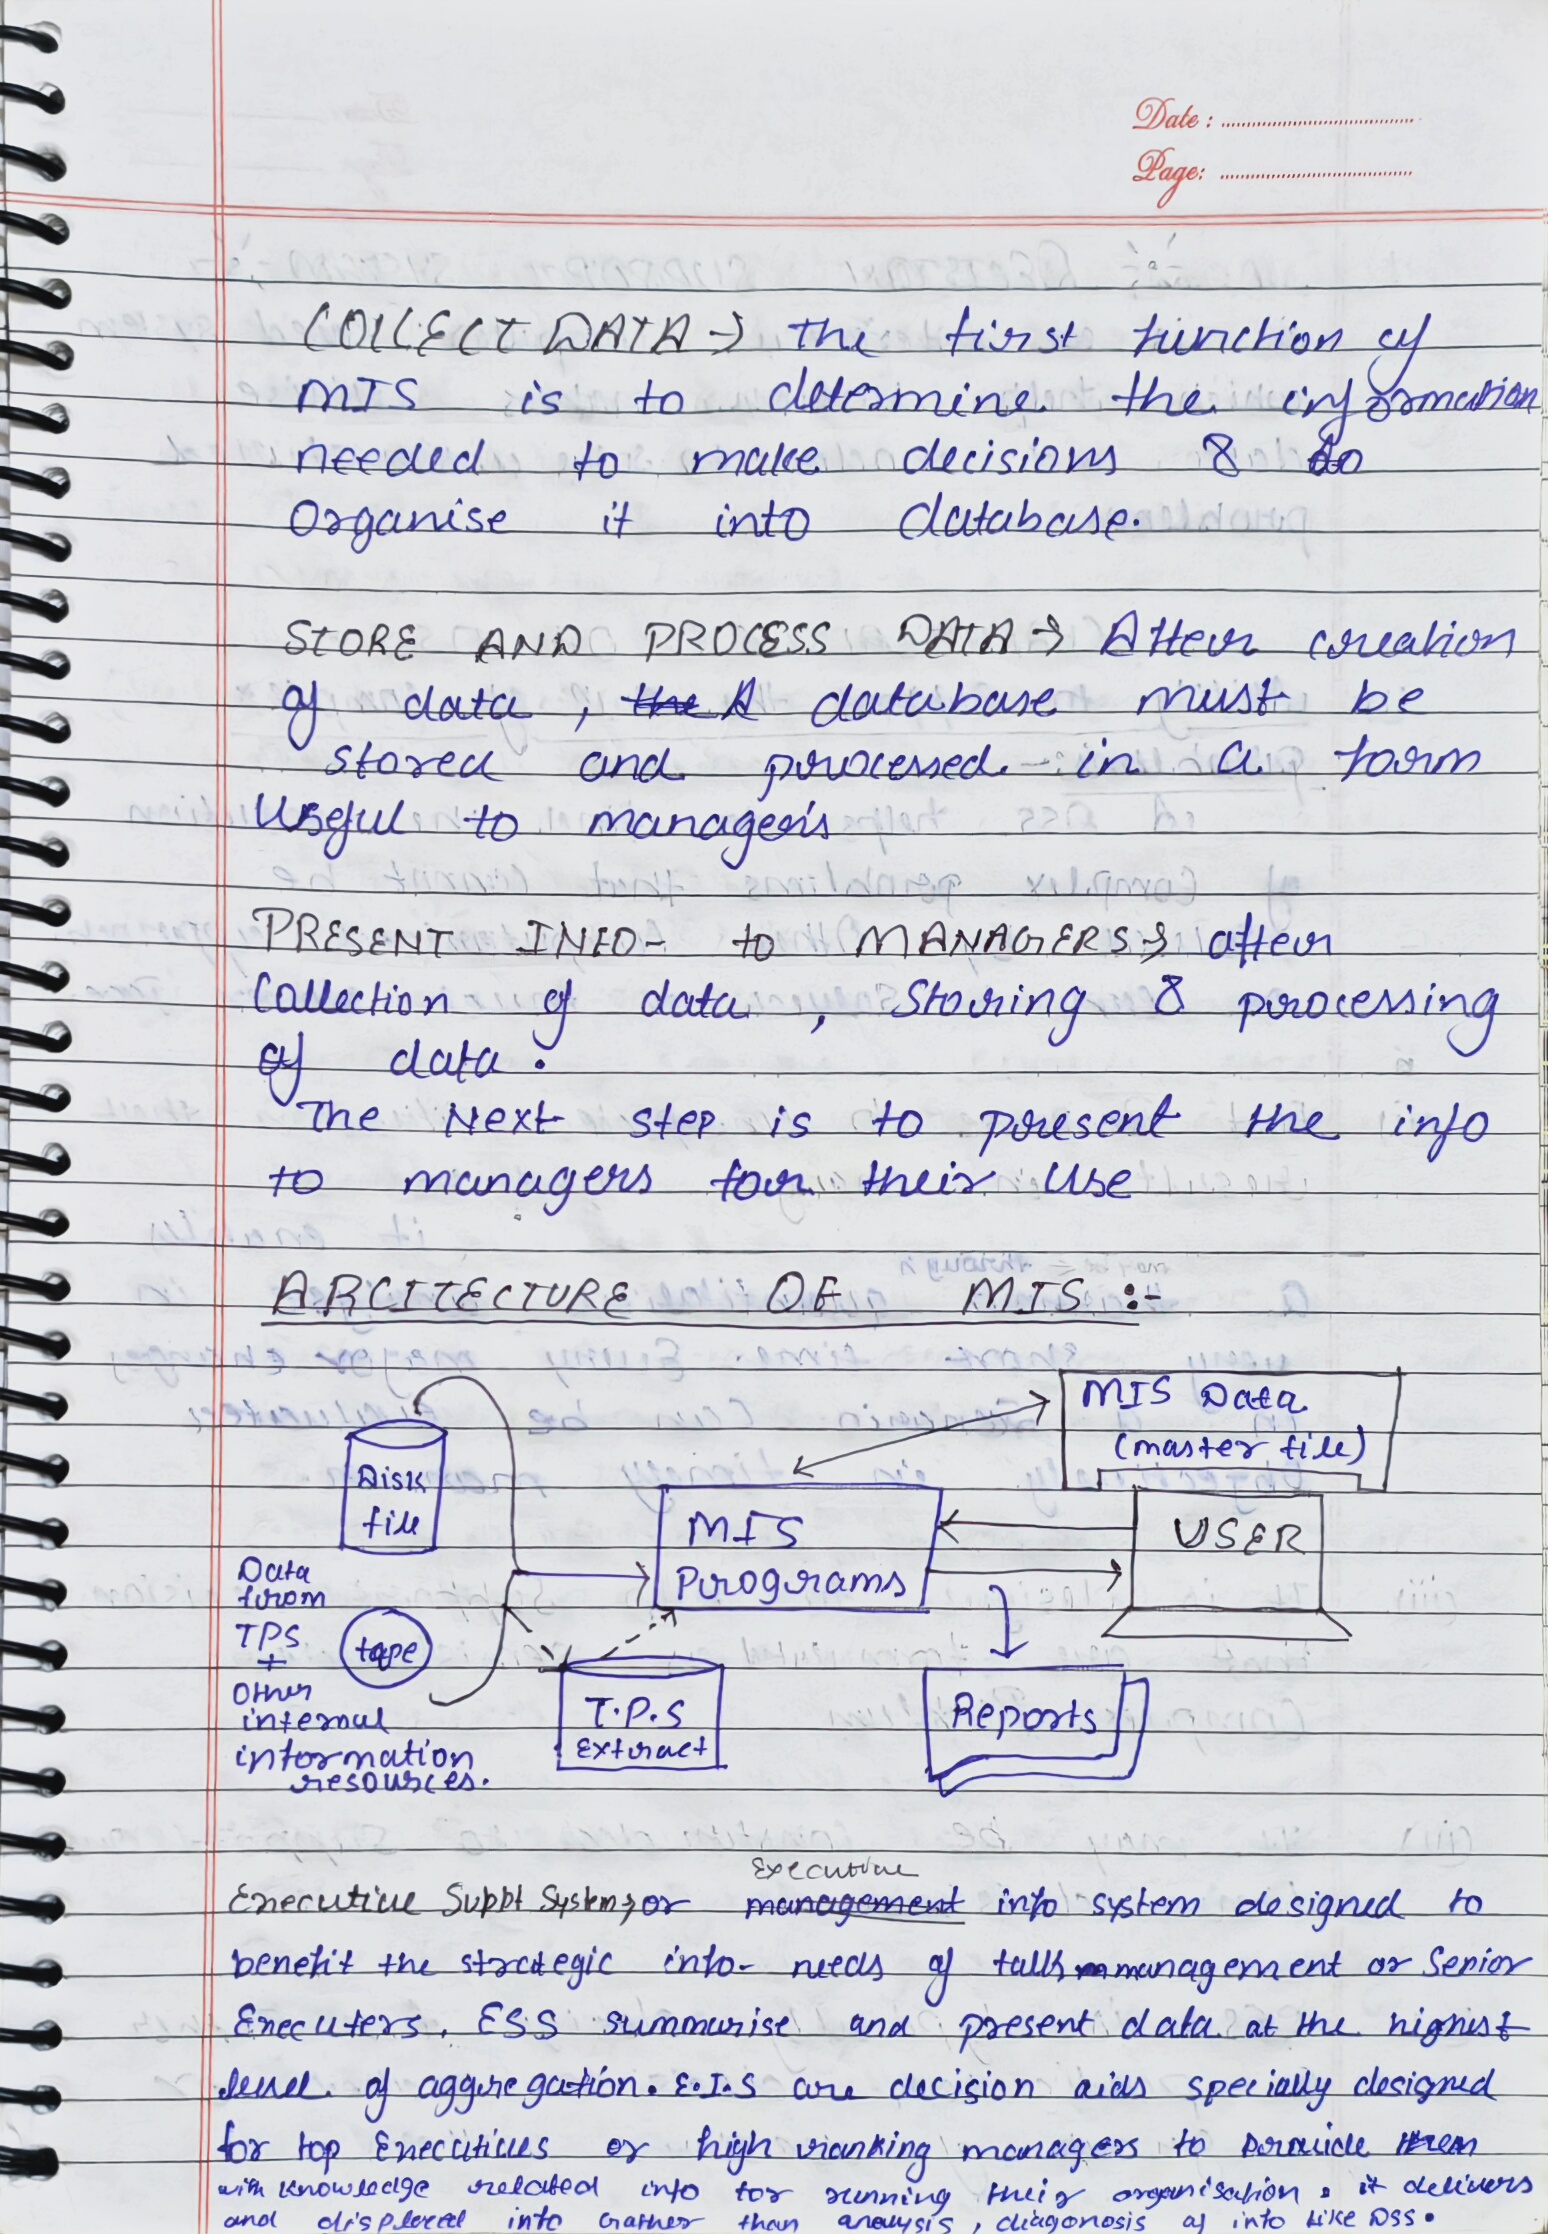 Date :
Page:
COLLECT DATA → The first function of
MIS is to determine the information
needed to make decisions & to
Organise it into database.
STORE AND PROCESS DATA → After creation
of data, the A database must be
stored and processed in a form
Useful to managers
PRESENT INFO- to MANAGERS → after
Collection of data, Storing & processing
of data.
The Next step is to present the info
to managers for their Use
ARCITECTURE OF MIS :-
MIS Data
(master file)
Disk
file
MIS
Programs
USER
Data
from
TPS
+
Other
internal
information
resources.
tape
T.P.S
Extract
Reports
Executive
Executive Suppt System → or management info system designed to
benefit the strategic info- needs of management or Senior
Executers. ESS summarise and present data at the highest
level of aggregation. E.I.S are decision aids specially designed
for top Executives or high ranking managers to provide them
with knowledge related info for running their organisation. it delivers
and displaced info rather than analysis, diagonosis of info like DSS.